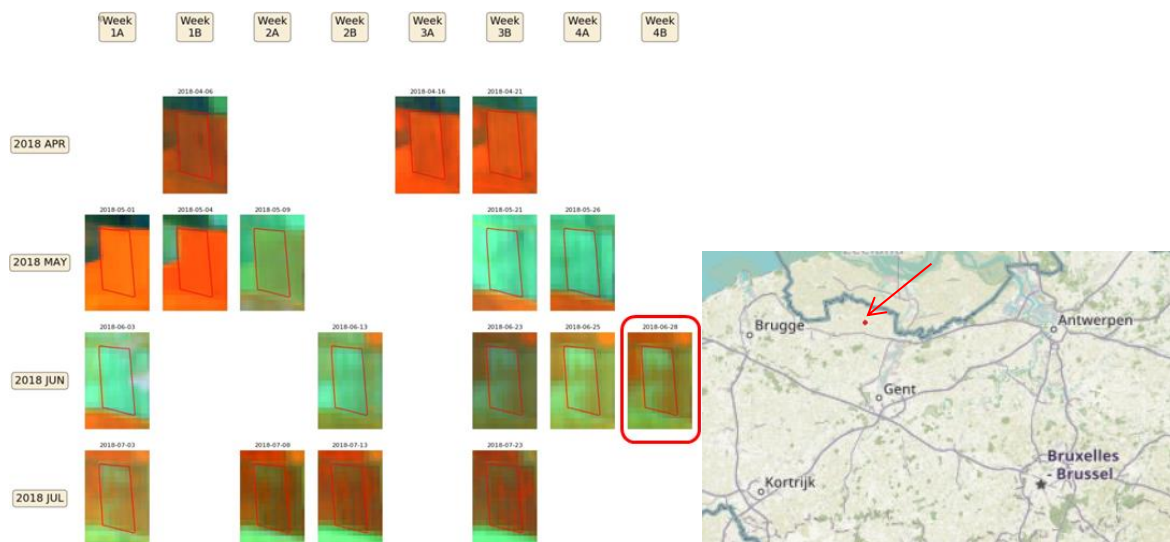 Week
1A
Week
1B
Week
2A
Week
2B
Week
3A
Week
3B
Week
4A
Week
4B
2018 APR
2018-04-06
2018-04-16
2018-04-21
2018 MAY
2018-05-01
2018-05-04
2018-05-09
2018-05-21
2018-05-26
2018 JUN
2018-06-03
2018-06-13
2018-06-23
2018-06-25
2018-06-28
2018 JUL
2018-07-03
2018-07-08
2018-07-13
2018-07-23
Brugge
Antwerpen
Gent
Kortrijk
Bruxelles
- Brussel